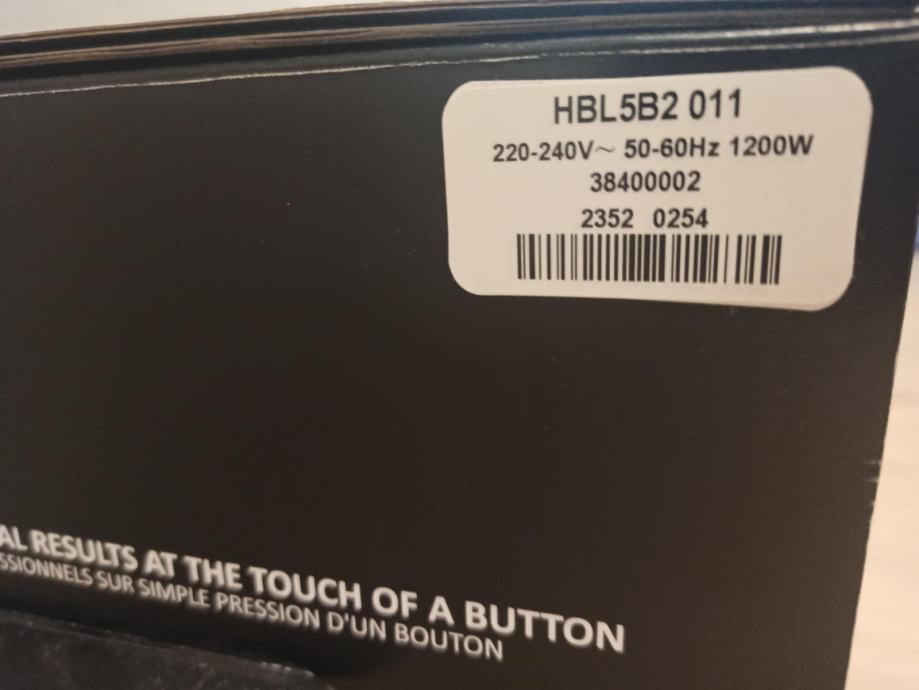 HBL5B2 011
220-240V~ 50-60Hz 1200W
38400002
2352 0254
RESULTS AT THE TOUCH OF A BUTTON
SUR SIMPLE PRESSION D'UN BOUTON